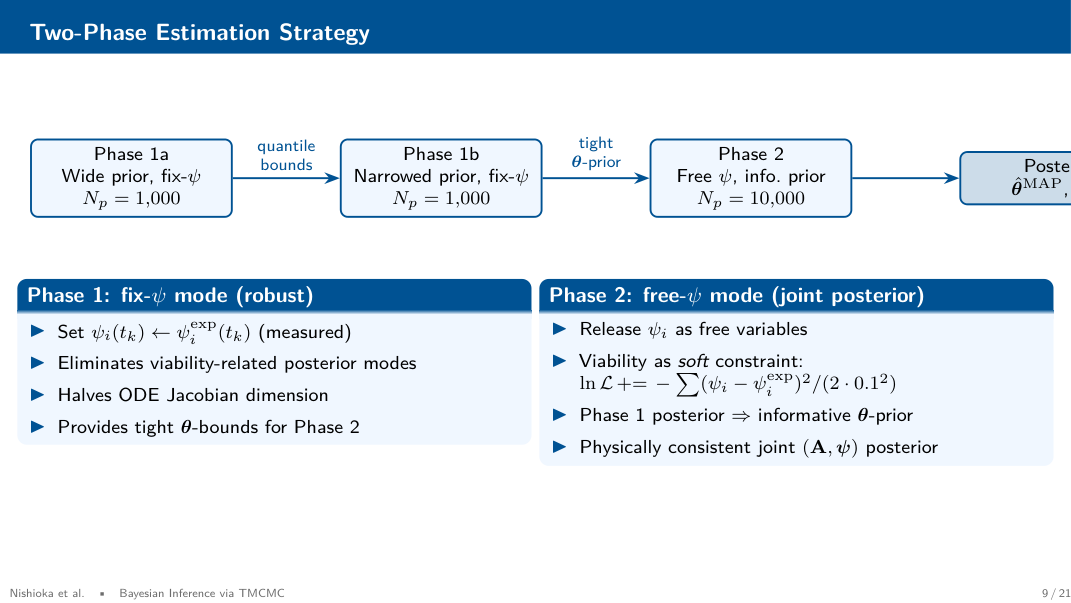 Two-Phase Estimation Strategy
Phase 1a
Wide prior, fix-ψ
N_p = 1,000
quantile
bounds
Phase 1b
Narrowed prior, fix-ψ
N_p = 1,000
tight
θ-prior
Phase 2
Free ψ, info. prior
N_p = 10,000
θ̂^MAP,
Phase 1: fix-ψ mode (robust)
▶ Set ψ_i(t_k) ← ψ_i^exp(t_k) (measured)
▶ Eliminates viability-related posterior modes
▶ Halves ODE Jacobian dimension
▶ Provides tight θ-bounds for Phase 2
Phase 2: free-ψ mode (joint posterior)
▶ Release ψ_i as free variables
▶ Viability as soft constraint:
ln ℒ += − ∑(ψ_i − ψ_i^exp)²/(2 · 0.1²)
▶ Phase 1 posterior ⇒ informative θ-prior
▶ Physically consistent joint (A, ψ) posterior
Nishioka et al. ▪ Bayesian Inference via TMCMC
9 / 21